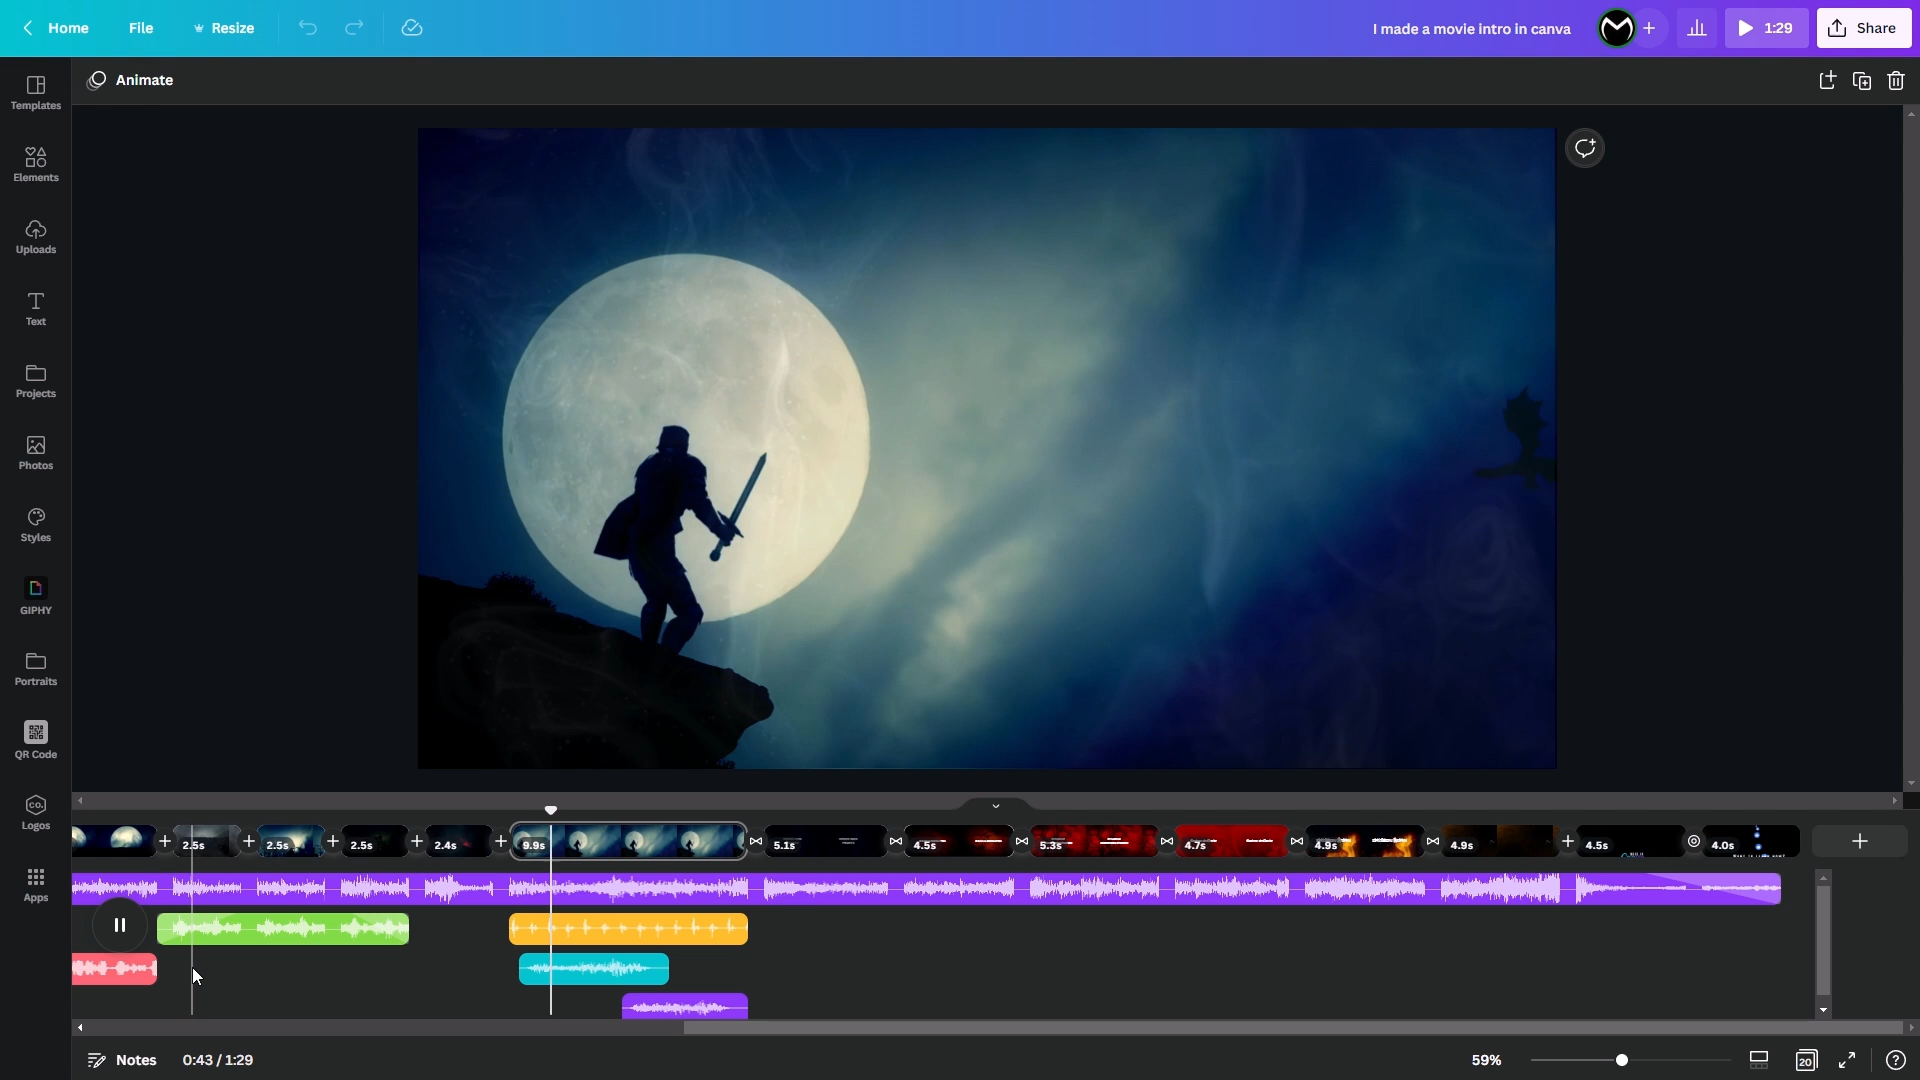 Home
File
Resize
I made a movie intro in canva
1:29
Share
Animate
Templates
Elements
Uploads
Text
Projects
Photos
Styles
GIPHY
Portraits
QR Code
CO.
Logos
Apps
2.5s
2.5s
2.5s
2.4s
9.9s
5.1s
4.5s
5.3s
4.7s
4.9s
4.9s
4.5s
4.0s
Notes
0:43 / 1:29
59%
20